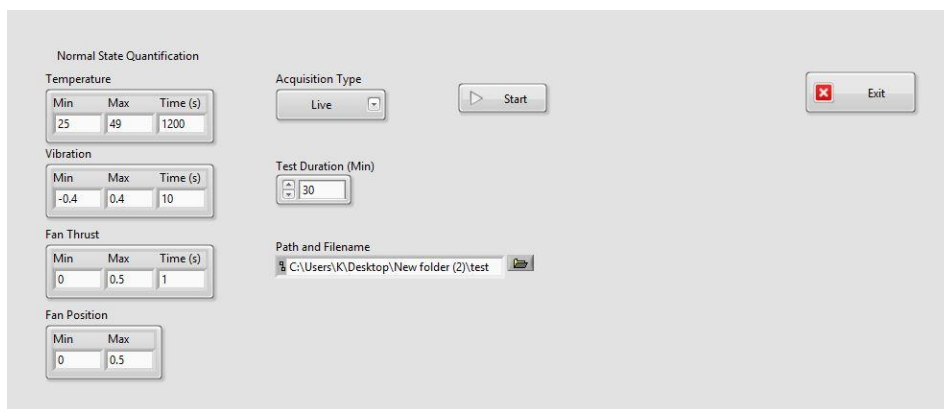 Normal State Quantification
Temperature
Min Max Time (s)
25 49 1200
Vibration
Min Max Time (s)
-0.4 0.4 10
Fan Thrust
Min Max Time (s)
0 0.5 1
Fan Position
Min Max
0 0.5
Acquisition Type
Live
Start
Test Duration (Min)
30
Path and Filename
C:\Users\K\Desktop\New folder (2)\test
Exit